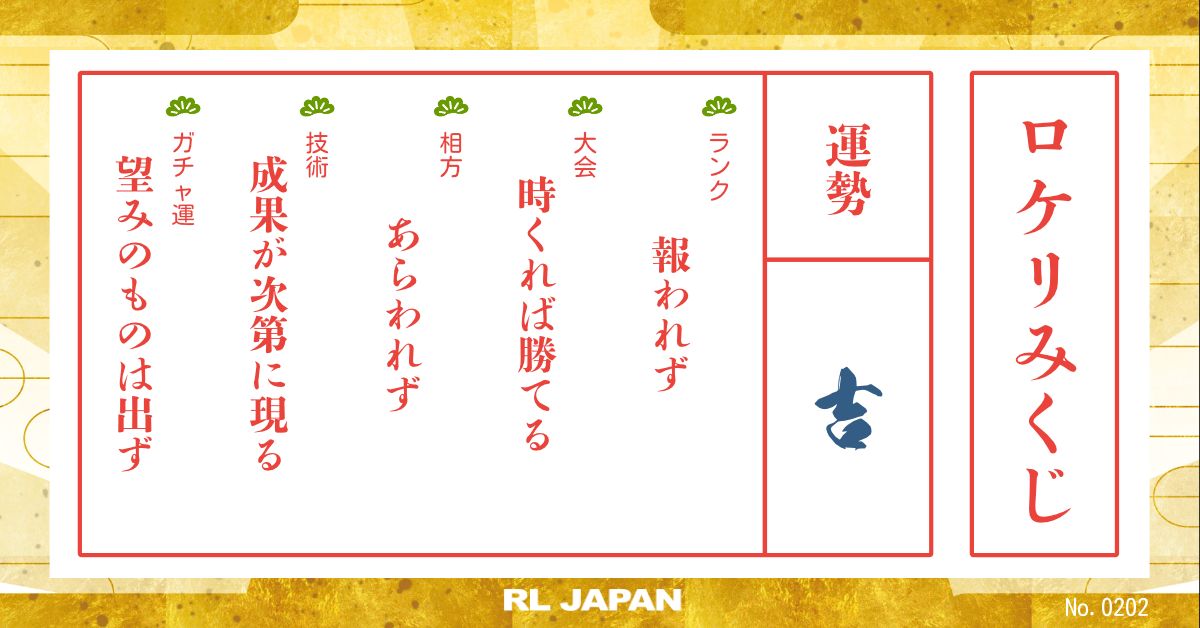 ロケリみくじ
運勢
吉
ランク
報われず
大会
時くれば勝てる
相方
あらわれず
技術
成果が次第に現る
ガチャ運
望みのものは出ず
RL JAPAN
No. 0202